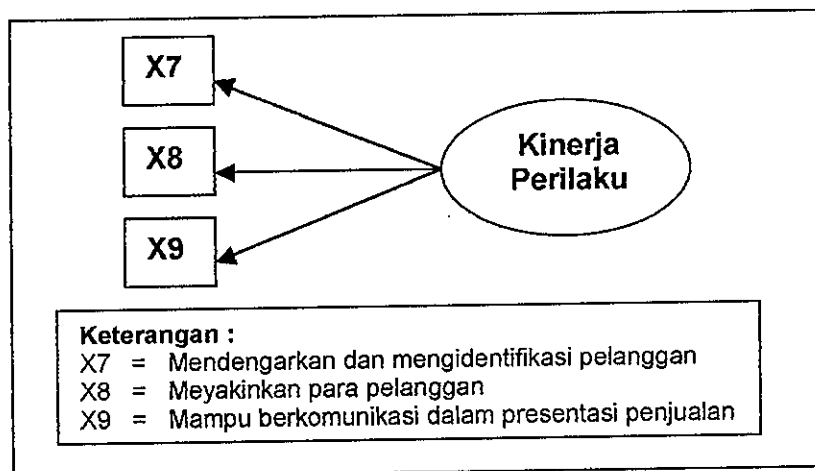 X7
X8
X9
Kinerja
Perilaku
Keterangan :
X7 = Mendengarkan dan mengidentifikasi pelanggan
X8 = Meyakinkan para pelanggan
X9 = Mampu berkomunikasi dalam presentasi penjualan